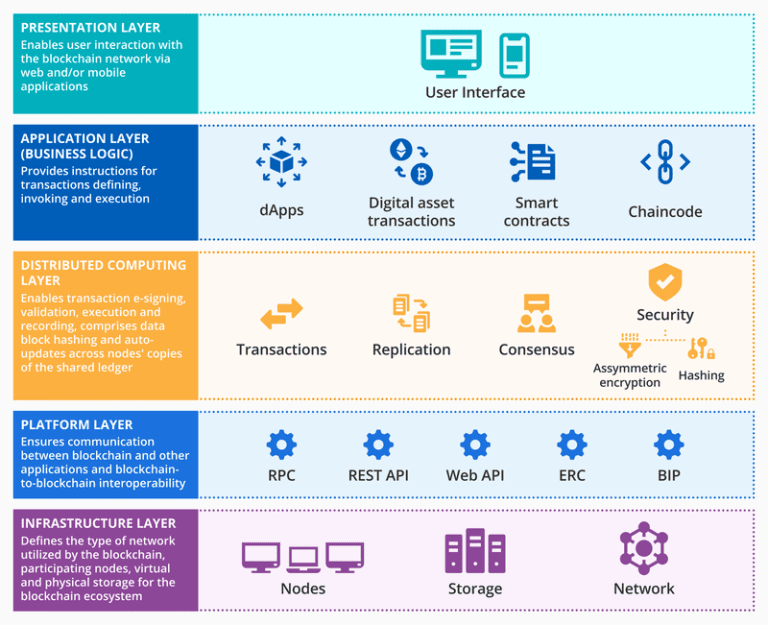 PRESENTATION LAYER
Enables user interaction with
the blockchain network via
web and/or mobile
applications
User Interface
APPLICATION LAYER
(BUSINESS LOGIC)
Provides instructions for
transactions defining,
invoking and execution
dApps
Digital asset
transactions
Smart
contracts
Chaincode
DISTRIBUTED COMPUTING
LAYER
Enables transaction e-signing,
validation, execution and
recording, comprises data
block hashing and auto-
updates across nodes' copies
of the shared ledger
Transactions
Replication
Consensus
Security
Assymmetric
encryption
Hashing
PLATFORM LAYER
Ensures communication
between blockchain and other
applications and blockchain-
to-blockchain interoperability
RPC
REST API
Web API
ERC
BIP
INFRASTRUCTURE LAYER
Defines the type of network
utilized by the blockchain,
participating nodes, virtual
and physical storage for the
blockchain ecosystem
Nodes
Storage
Network